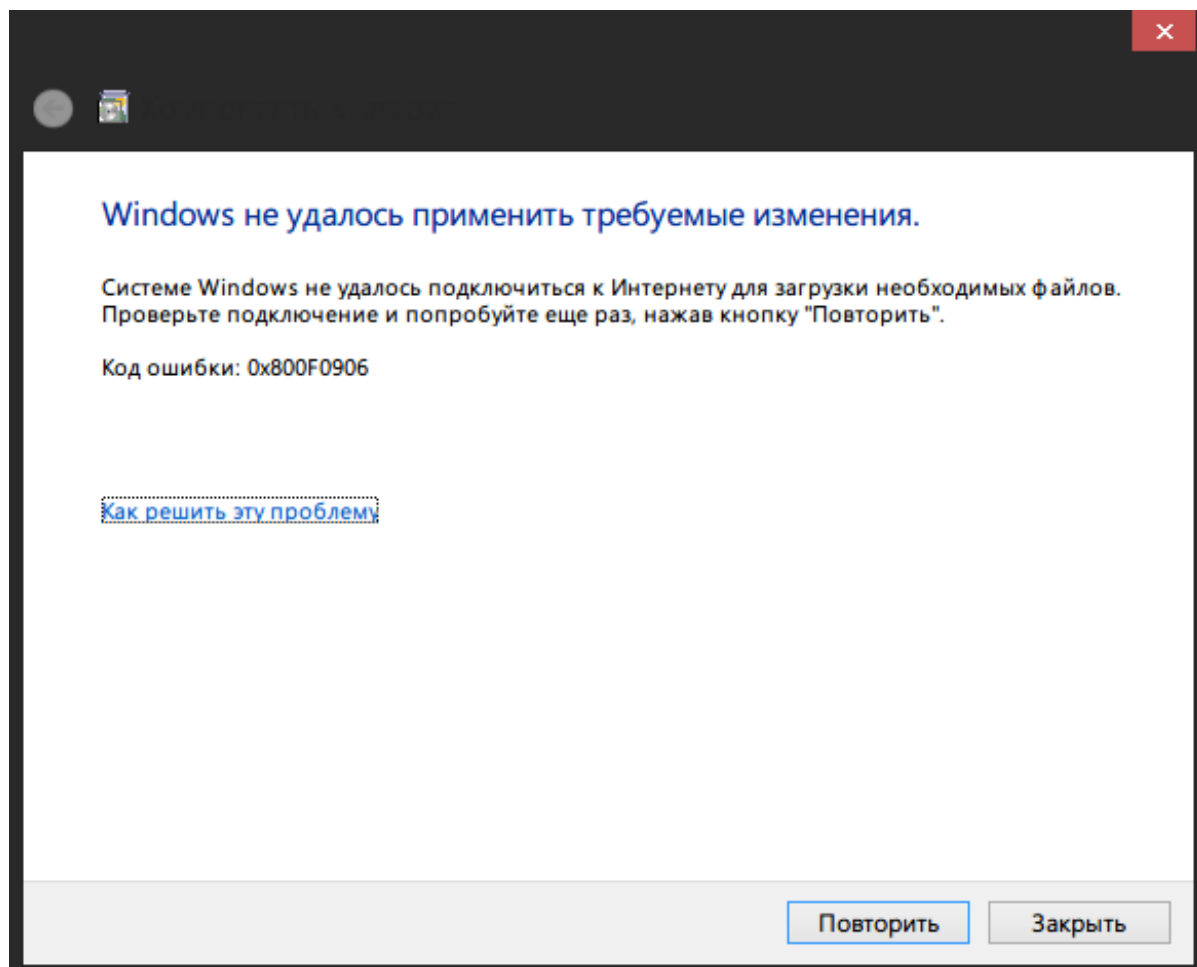 Windows не удалось применить требуемые изменения.
Системе Windows не удалось подключиться к Интернету для загрузки необходимых файлов.
Проверьте подключение и попробуйте еще раз, нажав кнопку "Повторить".
Код ошибки: 0x800F0906
Как решить эту проблему
Повторить
Закрыть